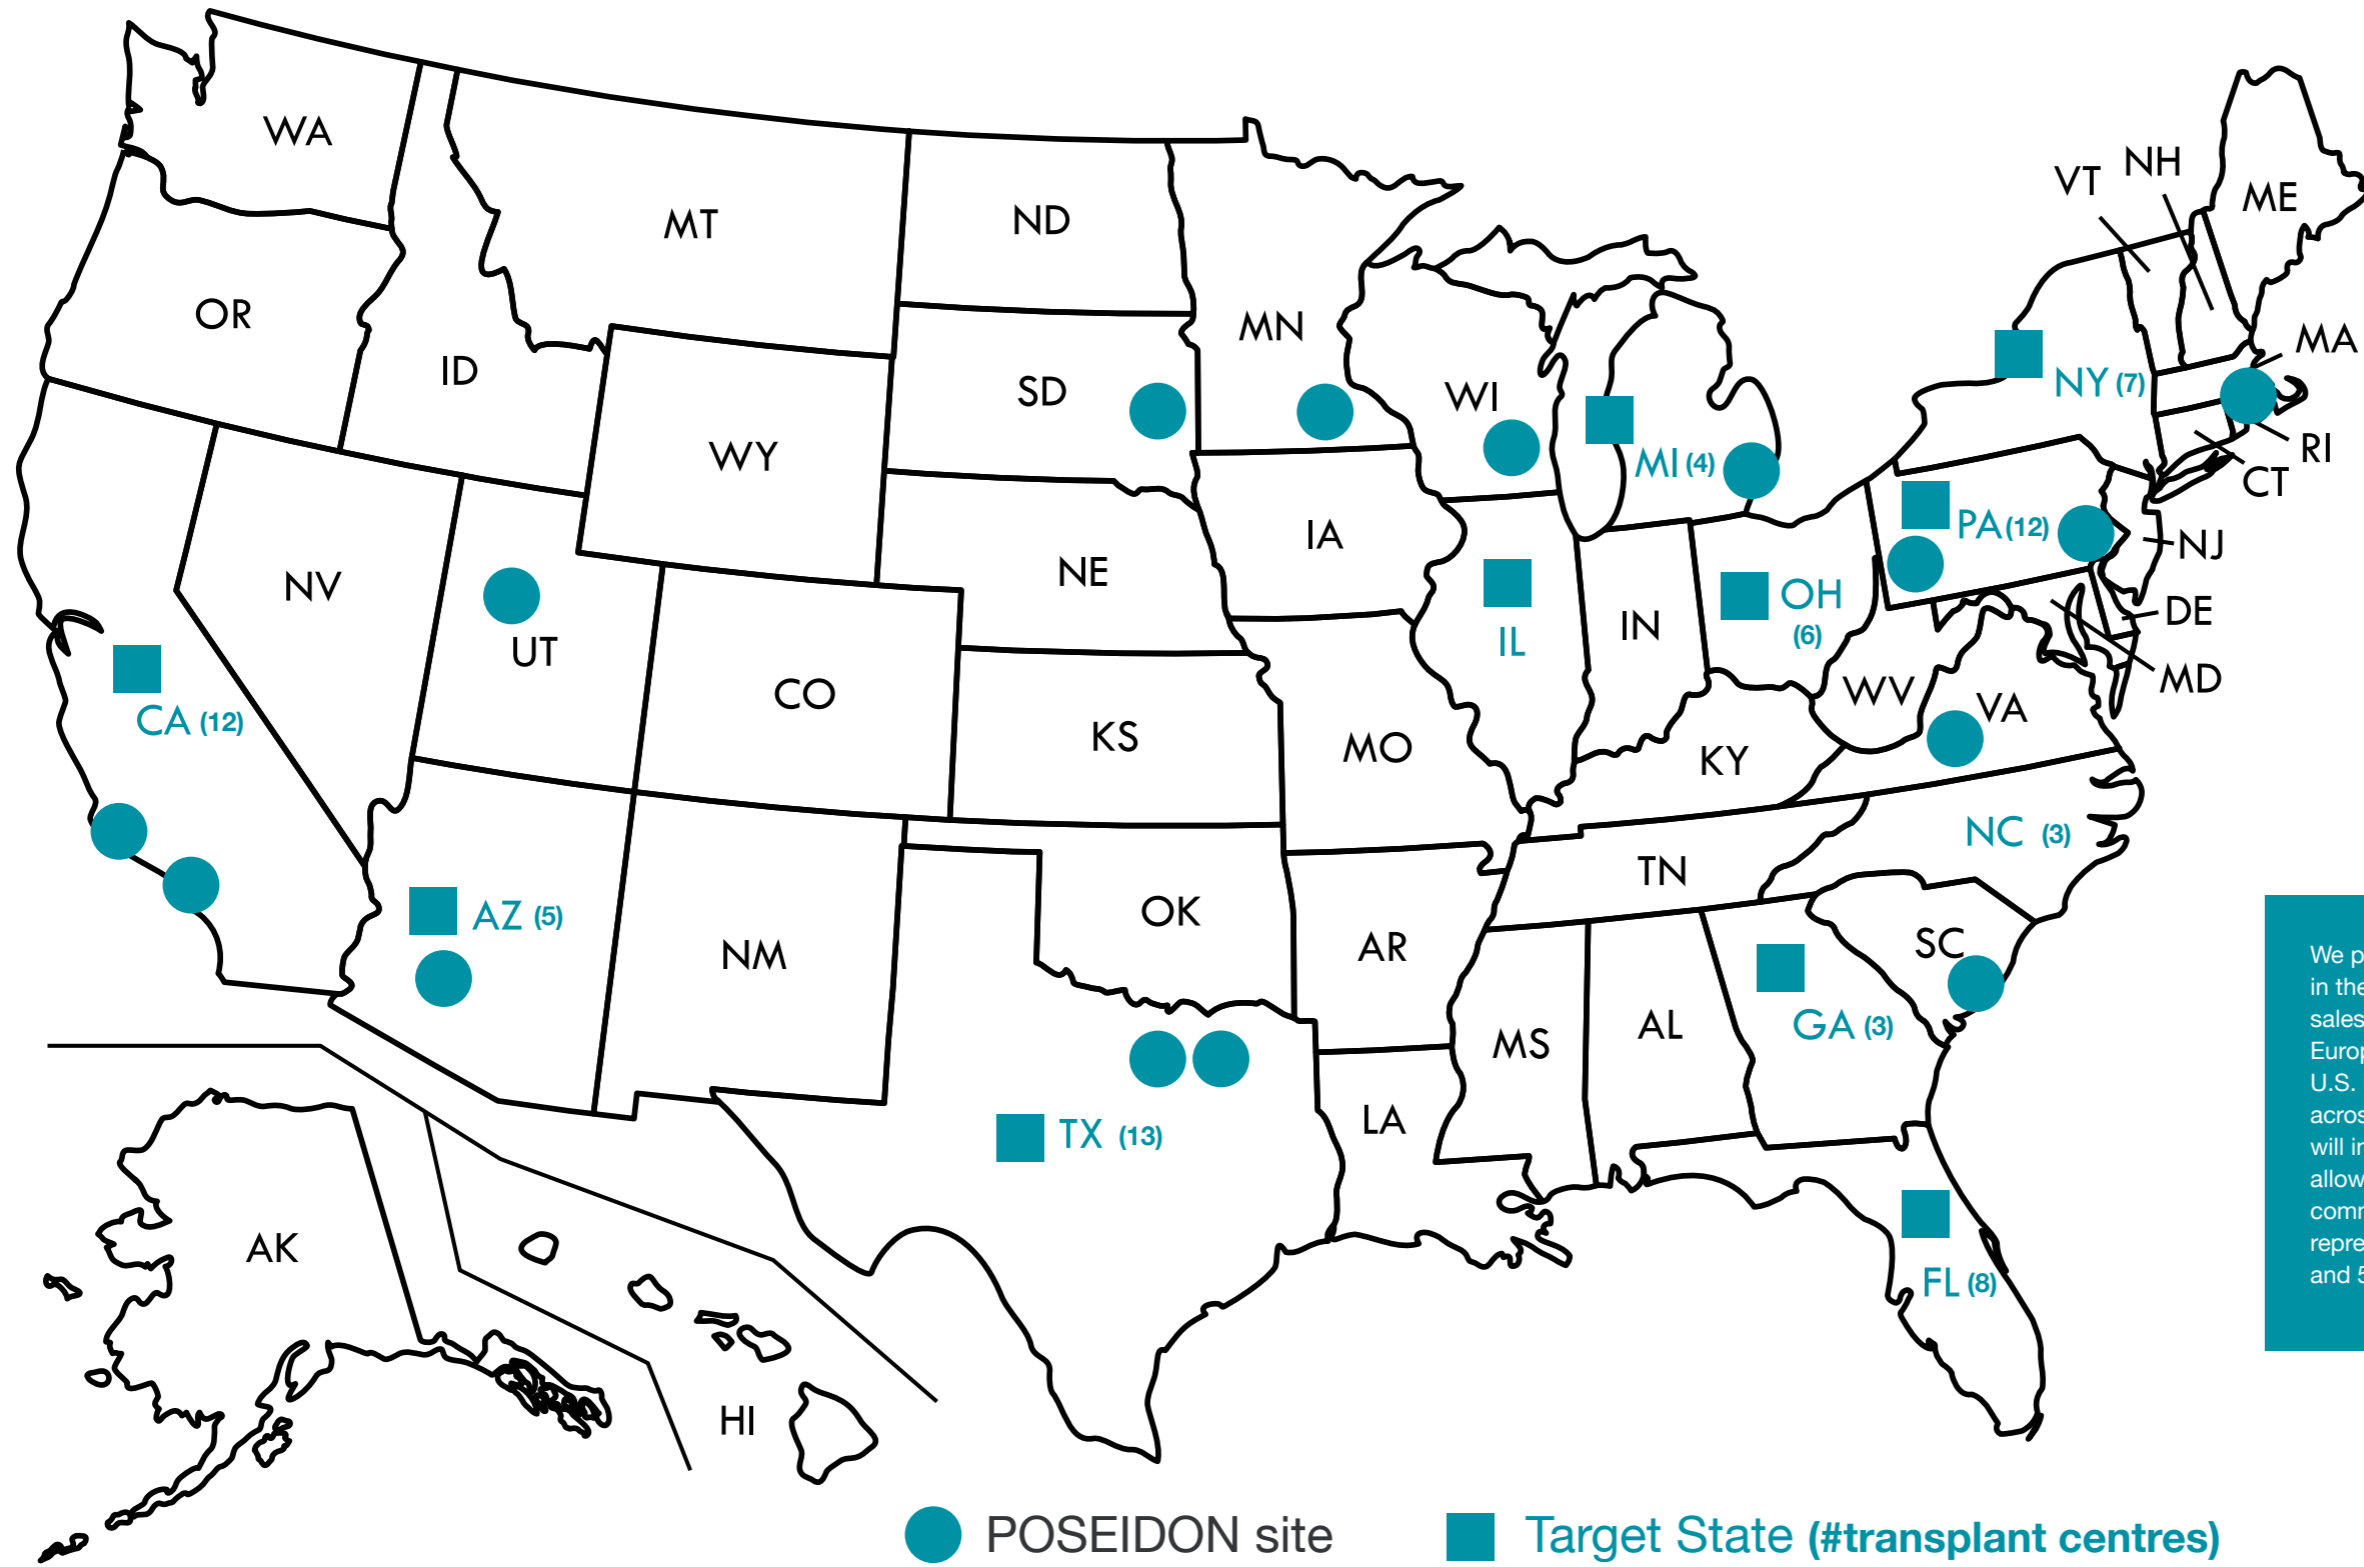 WA
OR
MT
ID
ND
MN
SD
WI
WY
VT
NH
ME
MA
NY (7)
MI (4)
RI
CT
NV
UT
NE
IA
IL
IN
OH
(6)
PA (12)
NJ
DE
MD
CA (12)
CO
KS
MO
KY
WV
VA
AZ (5)
NM
OK
AR
TN
NC (3)
SC
TX (13)
LA
MS
AL
GA (3)
FL (8)
AK
HI
We p
in the
sales
Europ
U.S.
acros
will in
allow
comm
repre
and 5
POSEIDON site
Target State (#transplant centres)